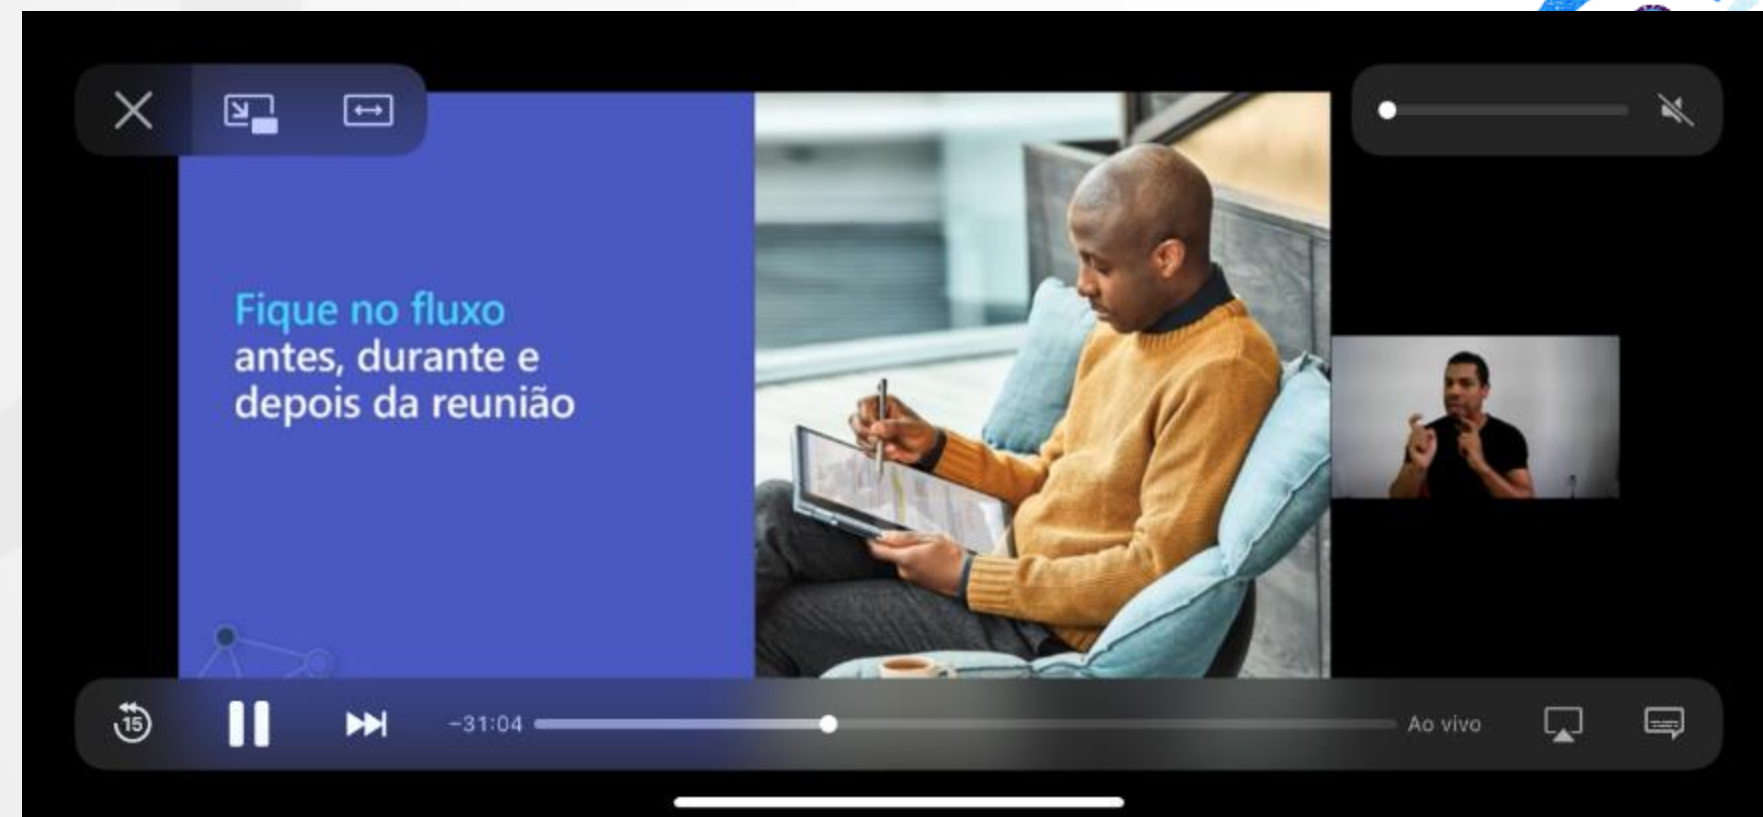 Fique no fluxo
antes, durante e
depois da reunião
15
-31:04
Ao vivo